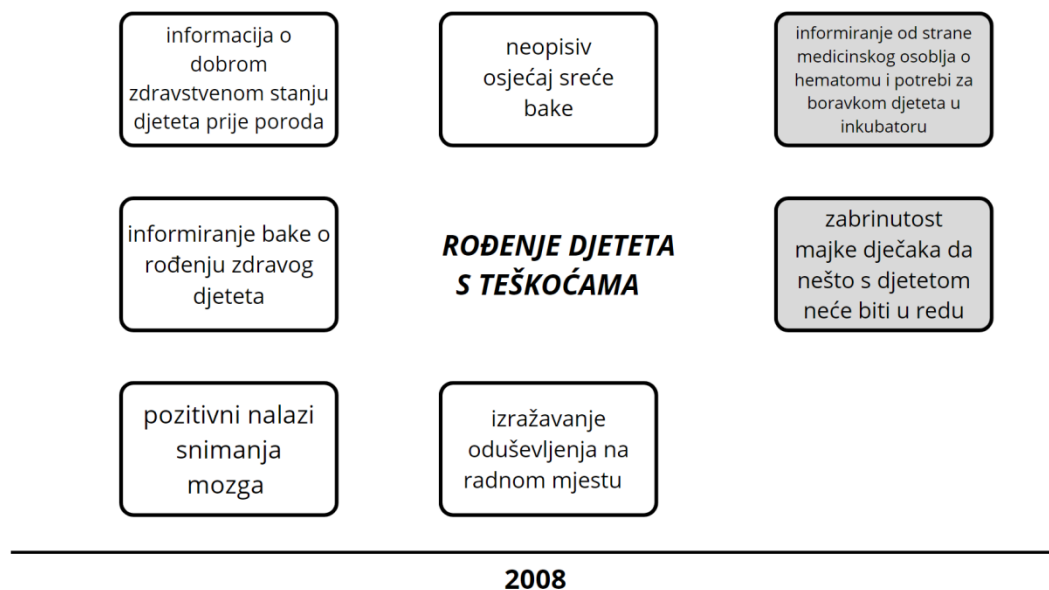 informacija o
dobrom
zdravstvenom stanju
djeteta prije poroda
neopisiv
osjećaj sreće
bake
informiranje od strane
medicinskog osoblja o
hematomu i potrebi za
boravkom djeteta u
inkubatoru
informiranje bake o
rođenju zdravog
djeteta
ROĐENJE DJETETA
S TEŠKOĆAMA
zabrinutost
majke dječaka da
nešto s djetetom
neće biti u redu
pozitivni nalazi
snimanja
mozga
izražavanje
oduševljenja na
radnom mjestu
2008